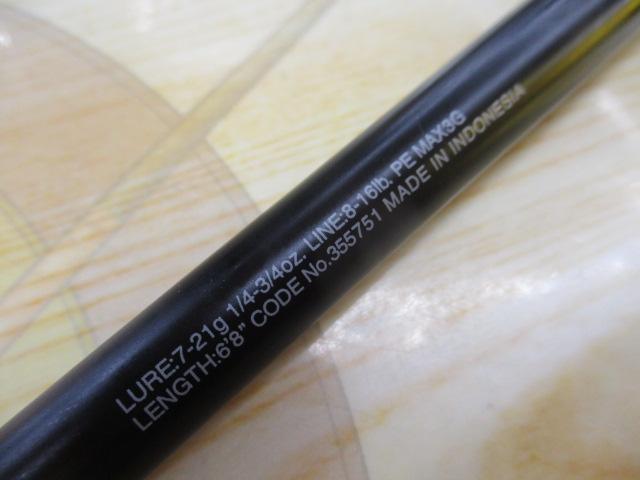 LURE:7-21g 1/4-3/4oz. LINE:8-16lb. PE MAX3G
LENGTH:6'8" CODE No.355751 MADE IN INDONESIA